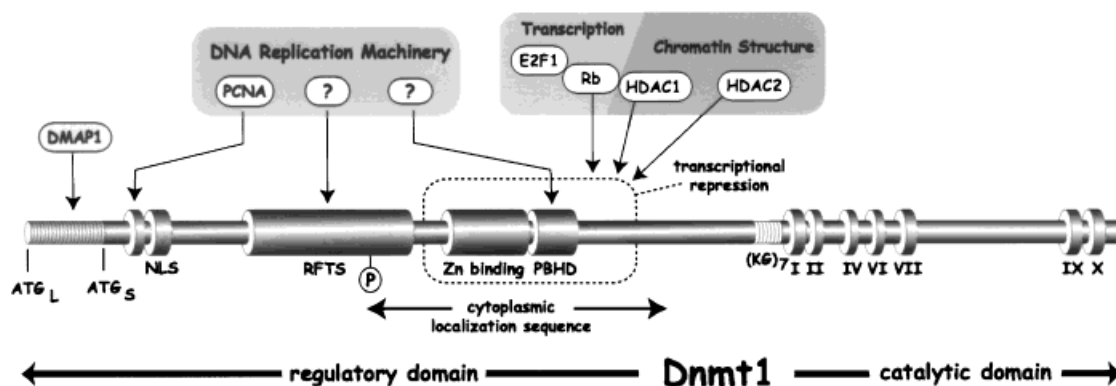 Transcription
DNA Replication Machinery
Chromatin Structure
E2F1
PCNA
?
?
Rb
HDAC1
HDAC2
DMAP1
transcriptional
repression
NLS
RFTS
Zn binding
PBHD
(KG)7
I
II
IV
VI
VII
IX
X
ATG L
ATG S
P
cytoplasmic
localization sequence
regulatory domain
Dnmt1
catalytic domain